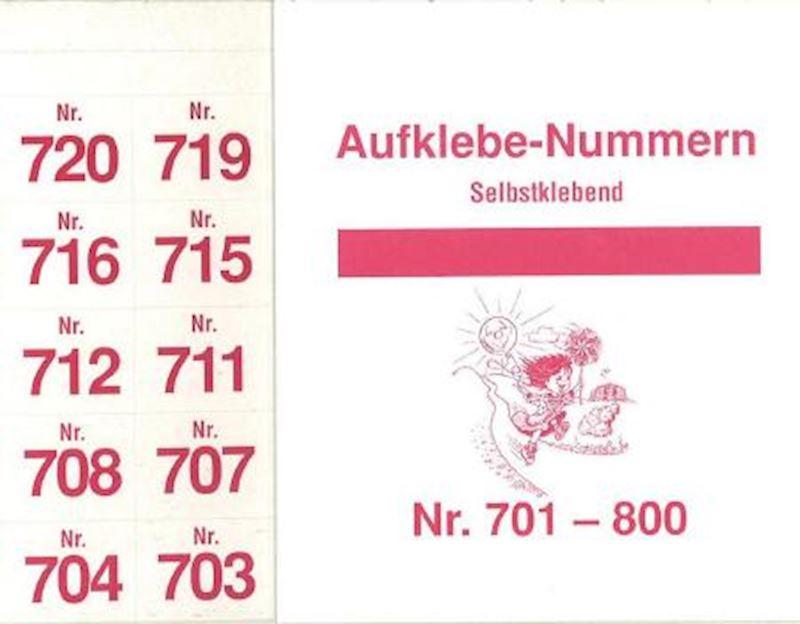 Nr. Nr.
720 719
Nr. Nr.
716 715
Nr. Nr.
712 711
Nr. Nr.
708 707
Nr. Nr.
704 703
Aufklebe-Nummern
Selbstklebend
Nr. 701 – 800